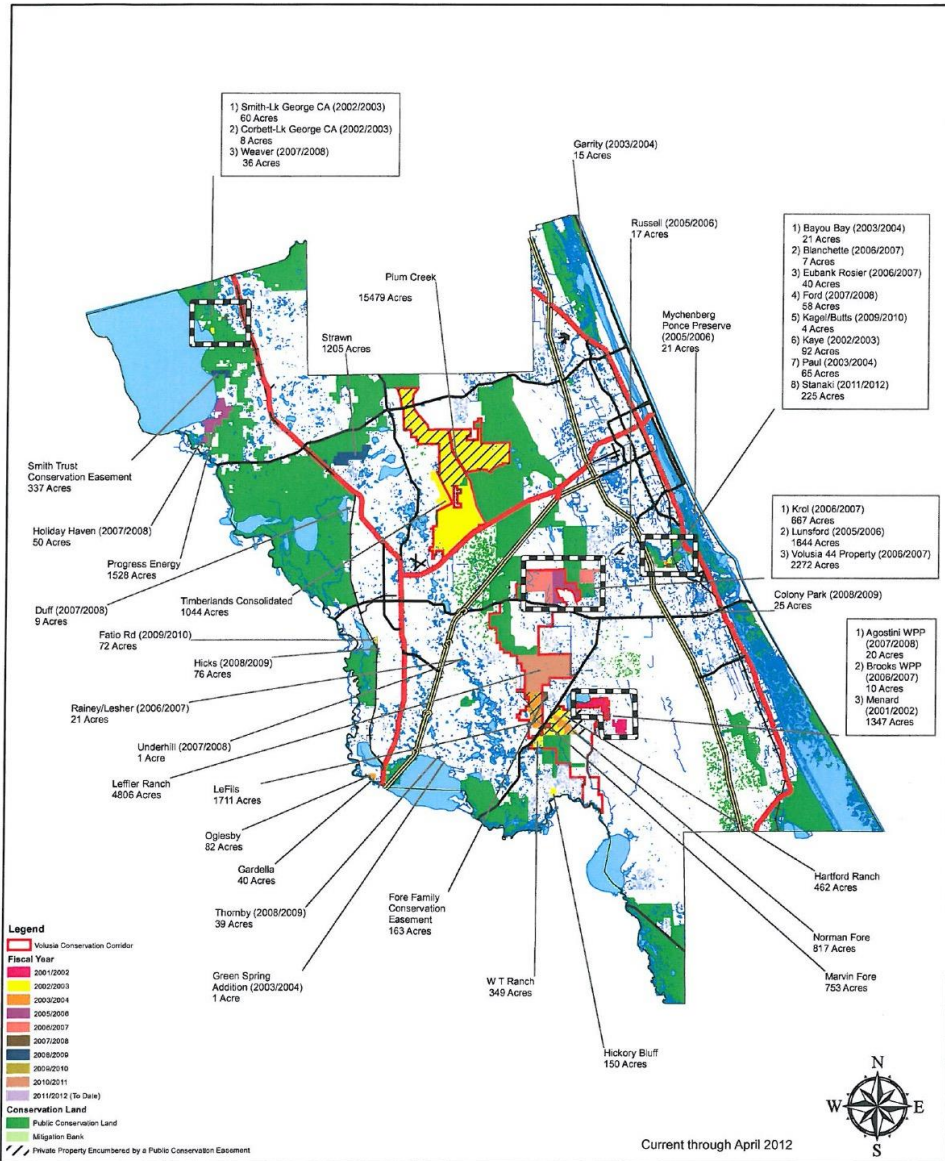 1) Smith-Lk George CA (2002/2003)
60 Acres
2) Corbett-Lk George CA (2002/2003)
8 Acres
3) Weaver (2007/2008)
36 Acres
Garrity (2003/2004)
15 Acres
Russell (2005/2006)
17 Acres
1) Bayou Bay (2003/2004)
21 Acres
2) Blanchette (2006/2007)
7 Acres
3) Eubank Rosier (2006/2007)
40 Acres
4) Ford (2007/2008)
58 Acres
5) Kagel/Butts (2009/2010)
4 Acres
6) Kaye (2002/2003)
92 Acres
7) Paul (2003/2004)
65 Acres
8) Stanaki (2011/2012)
225 Acres
Plum Creek
15479 Acres
Strawn
1205 Acres
Mychenberg
Ponce Preserve
(2005/2006)
21 Acres
Smith Trust
Conservation Easement
337 Acres
Holiday Haven (2007/2008)
50 Acres
Progress Energy
1528 Acres
Duff (2007/2008)
9 Acres
Timberlands Consolidated
1044 Acres
1) Krol (2006/2007)
667 Acres
2) Lunsford (2005/2006)
1644 Acres
3) Volusia 44 Property (2006/2007)
2272 Acres
Colony Park (2008/2009)
25 Acres
Fatio Rd (2009/2010)
72 Acres
Hicks (2008/2009)
76 Acres
Rainey/Lesher (2006/2007)
21 Acres
Underhill (2007/2008)
1 Acre
Leffler Ranch
4806 Acres
LeFils
1711 Acres
Oglesby
82 Acres
Gardella
40 Acres
Thornby (2008/2009)
39 Acres
Green Spring
Addition (2003/2004)
1 Acre
Fore Family
Conservation
Easement
163 Acres
W T Ranch
349 Acres
Hickory Bluff
150 Acres
1) Agostini WPP
(2007/2008)
20 Acres
2) Brooks WPP
(2006/2007)
10 Acres
3) Menard
(2001/2002)
1347 Acres
Hartford Ranch
462 Acres
Norman Fore
817 Acres
Marvin Fore
753 Acres
Legend
Volusia Conservation Corridor
Fiscal Year
2001/2002
2002/2003
2003/2004
2005/2006
2006/2007
2007/2008
2008/2009
2009/2010
2010/2011
2011/2012 (To Date)
Conservation Land
Public Conservation Land
Mitigation Bank
Private Property Encumbered by a Public Conservation Easement
Current through April 2012
N
W
E
S